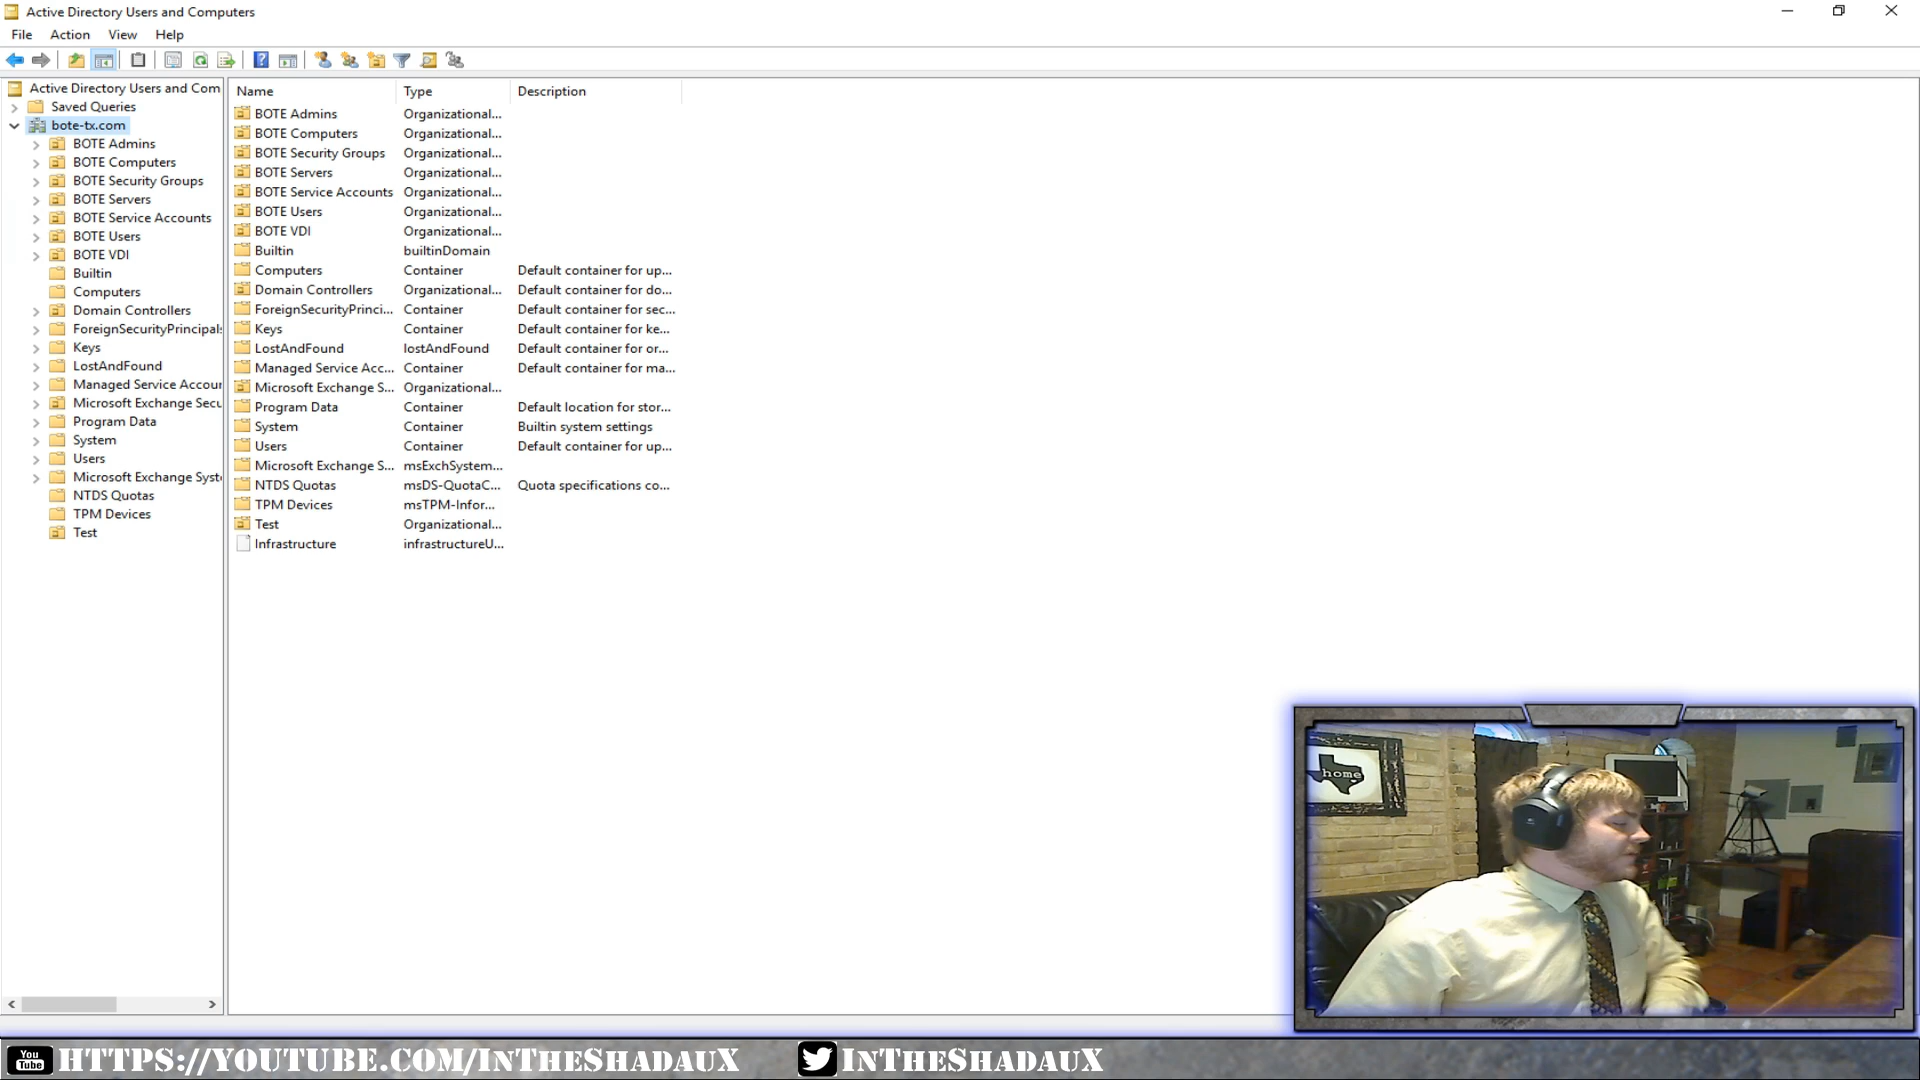 Active Directory Users and Computers
File Action View Help
Active Directory Users and Com
Saved Queries
bote-tx.com
BOTE Admins
BOTE Computers
BOTE Security Groups
BOTE Servers
BOTE Service Accounts
BOTE Users
BOTE VDI
Builtin
Computers
Domain Controllers
ForeignSecurityPrincipals
Keys
LostAndFound
Managed Service Accour
Microsoft Exchange Secu
Program Data
System
Users
Microsoft Exchange Syst
NTDS Quotas
TPM Devices
Test
Name Type Description
BOTE Admins Organizational...
BOTE Computers Organizational...
BOTE Security Groups Organizational...
BOTE Servers Organizational...
BOTE Service Accounts Organizational...
BOTE Users Organizational...
BOTE VDI Organizational...
Builtin builtinDomain
Computers Container Default container for up...
Domain Controllers Organizational... Default container for do...
ForeignSecurityPrinci... Container Default container for sec...
Keys Container Default container for ke...
LostAndFound lostAndFound Default container for or...
Managed Service Acc... Container Default container for ma...
Microsoft Exchange S... Organizational...
Program Data Container Default location for stor...
System Container Builtin system settings
Users Container Default container for up...
Microsoft Exchange S... msExchSystem...
NTDS Quotas msDS-QuotaC... Quota specifications co...
TPM Devices msTPM-Infor...
Test Organizational...
Infrastructure infrastructureU...
home
You Tube HTTPS://YOUTUBE.COM/INTHESHADAUX INTHESHADAUX